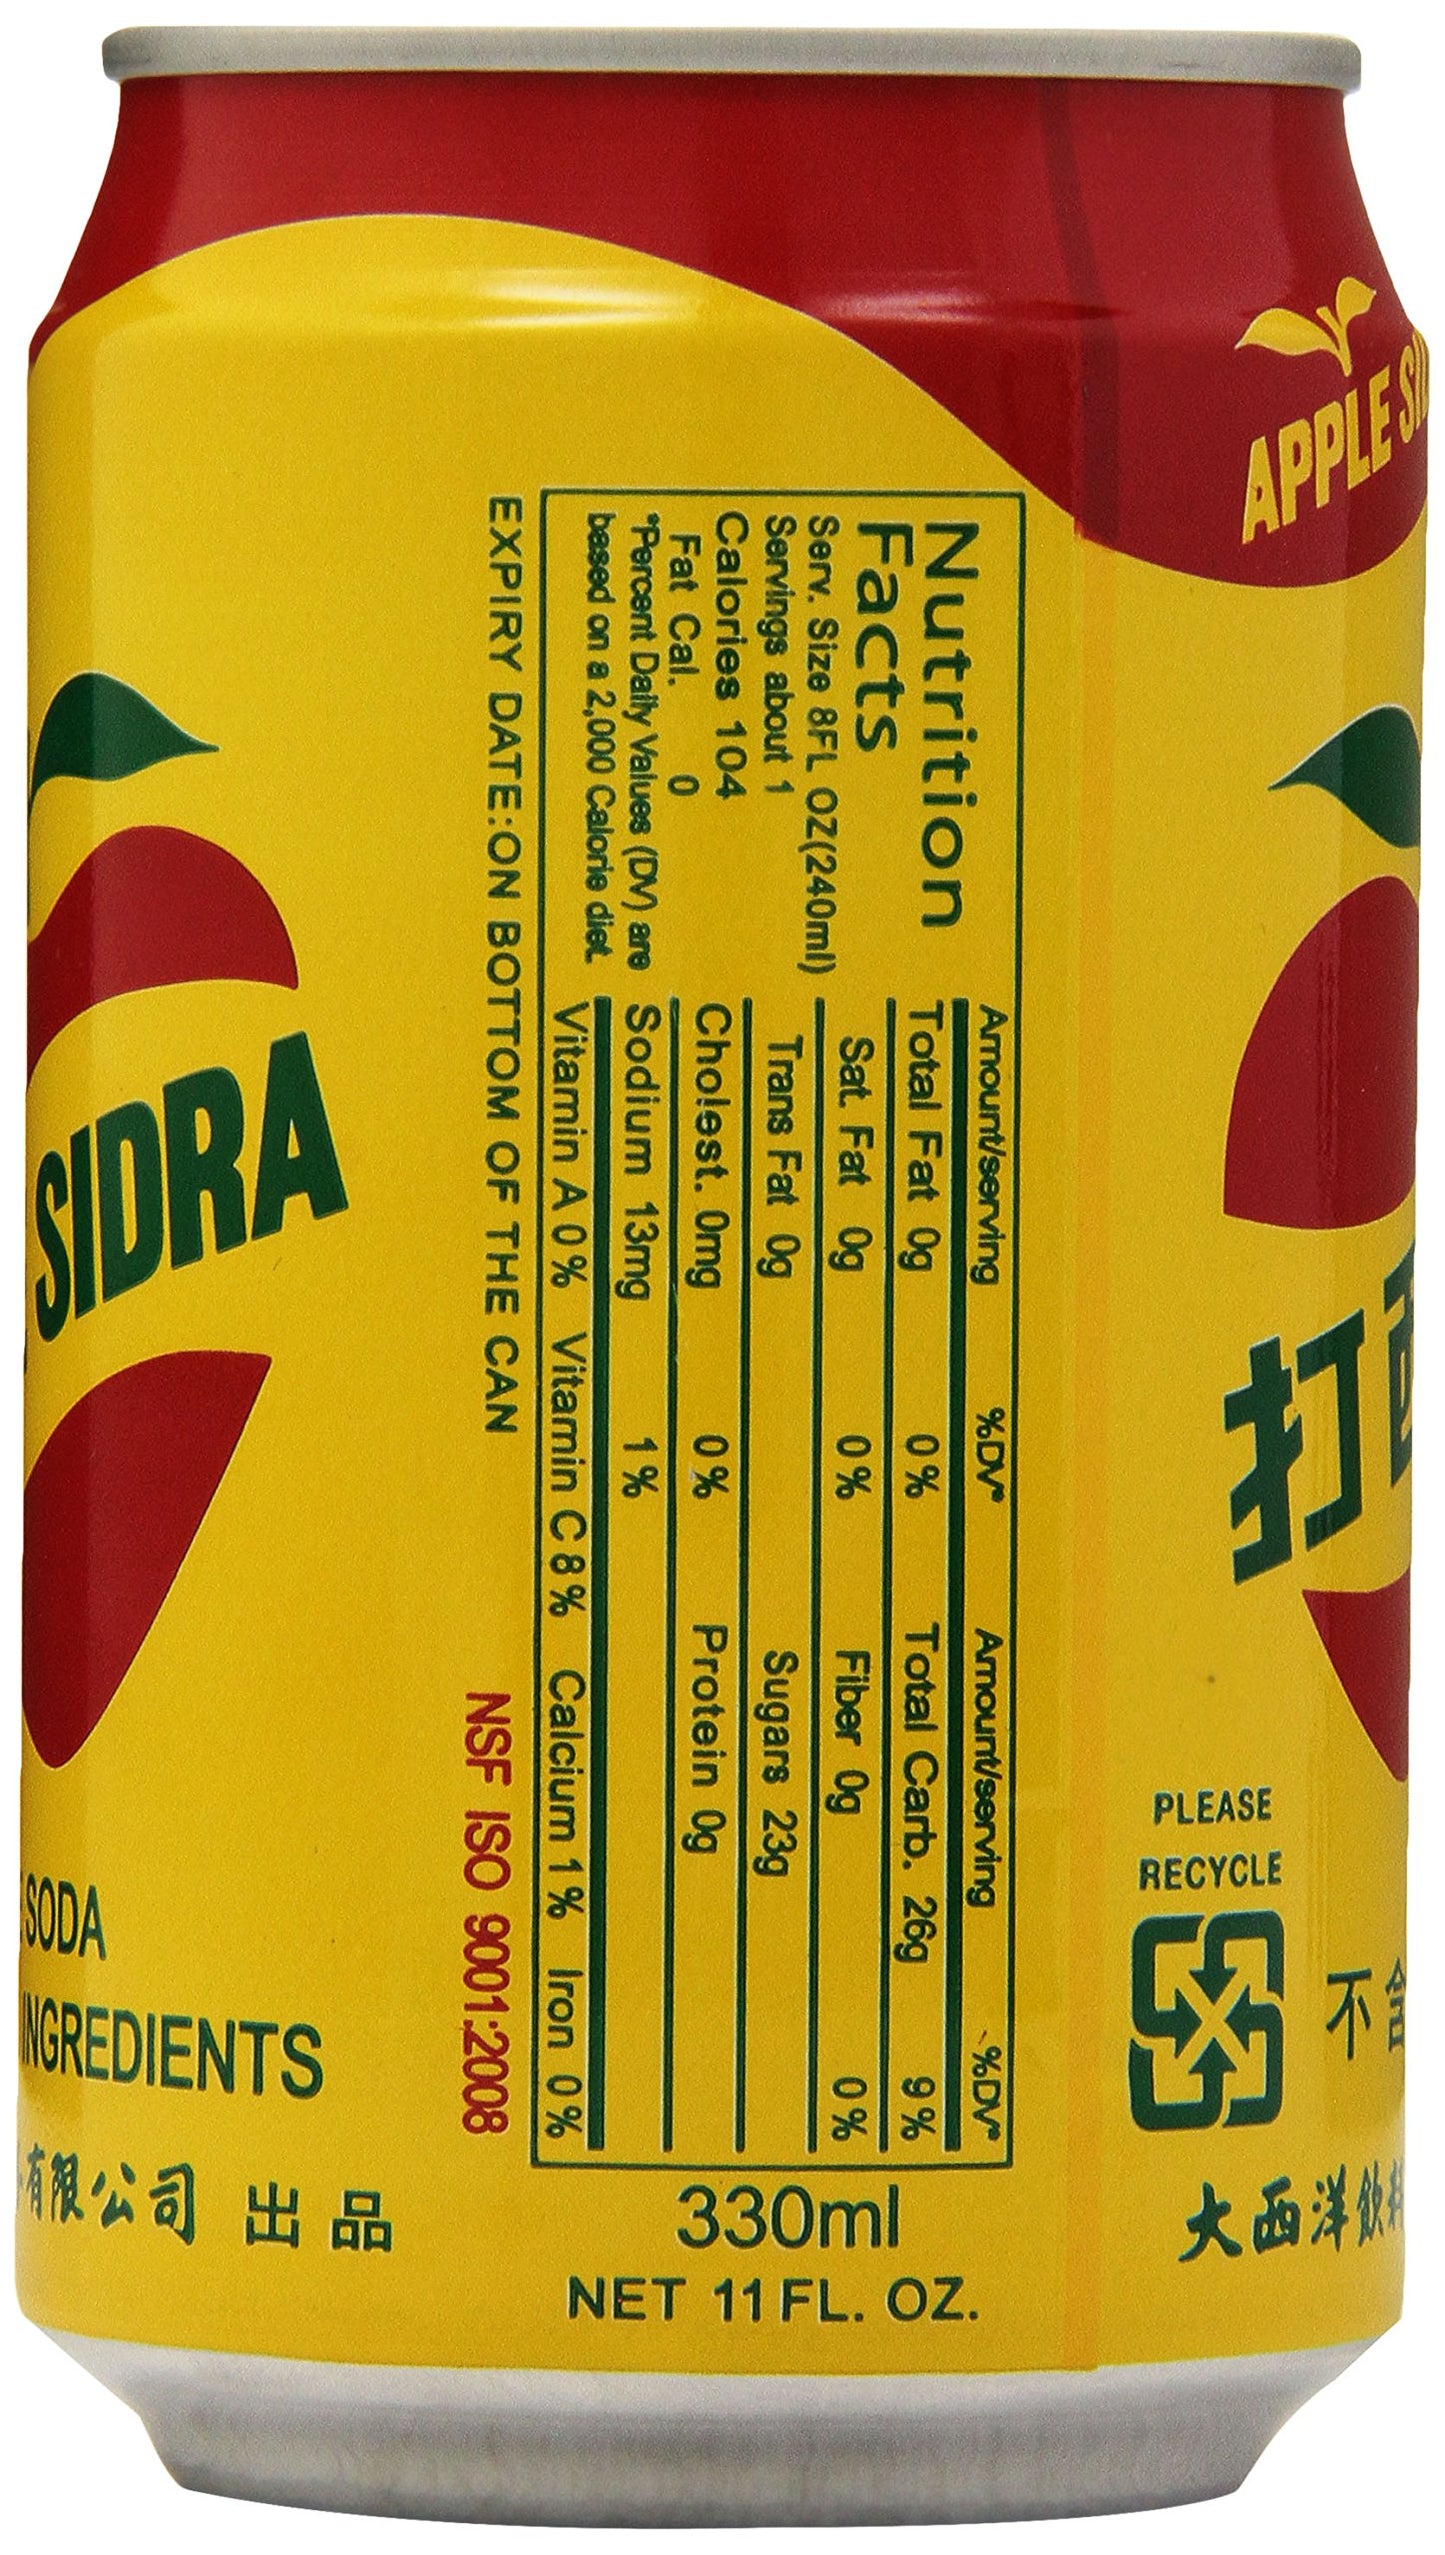 APPLE
Nutrition
Facts
Serv. Size 8FL OZ(240ml)
Servings about 1
Calories 104
Fat Cal. 0
*Percent Daily Values (DV) are
based on a 2,000 Calorie diet.
Amount/serving %DV* Amount/serving %DV*
Total Fat 0g 0% Total Carb. 26g 9%
Sat. Fat 0g 0% Fiber 0g 0%
Trans Fat 0g Sugars 23g
Cholest. 0mg 0% Protein 0g
Sodium 13mg 1%
Vitamin A 0% Vitamin C 8% Calcium 1% Iron 0%
EXPIRY DATE:ON BOTTOM OF THE CAN
NSF ISO 9001:2008
330ml
NET 11 FL. OZ.
SIDRA
SODA
INGREDIENTS
有限公司 出品
打西
PLEASE
RECYCLE
不含
大西洋飲料